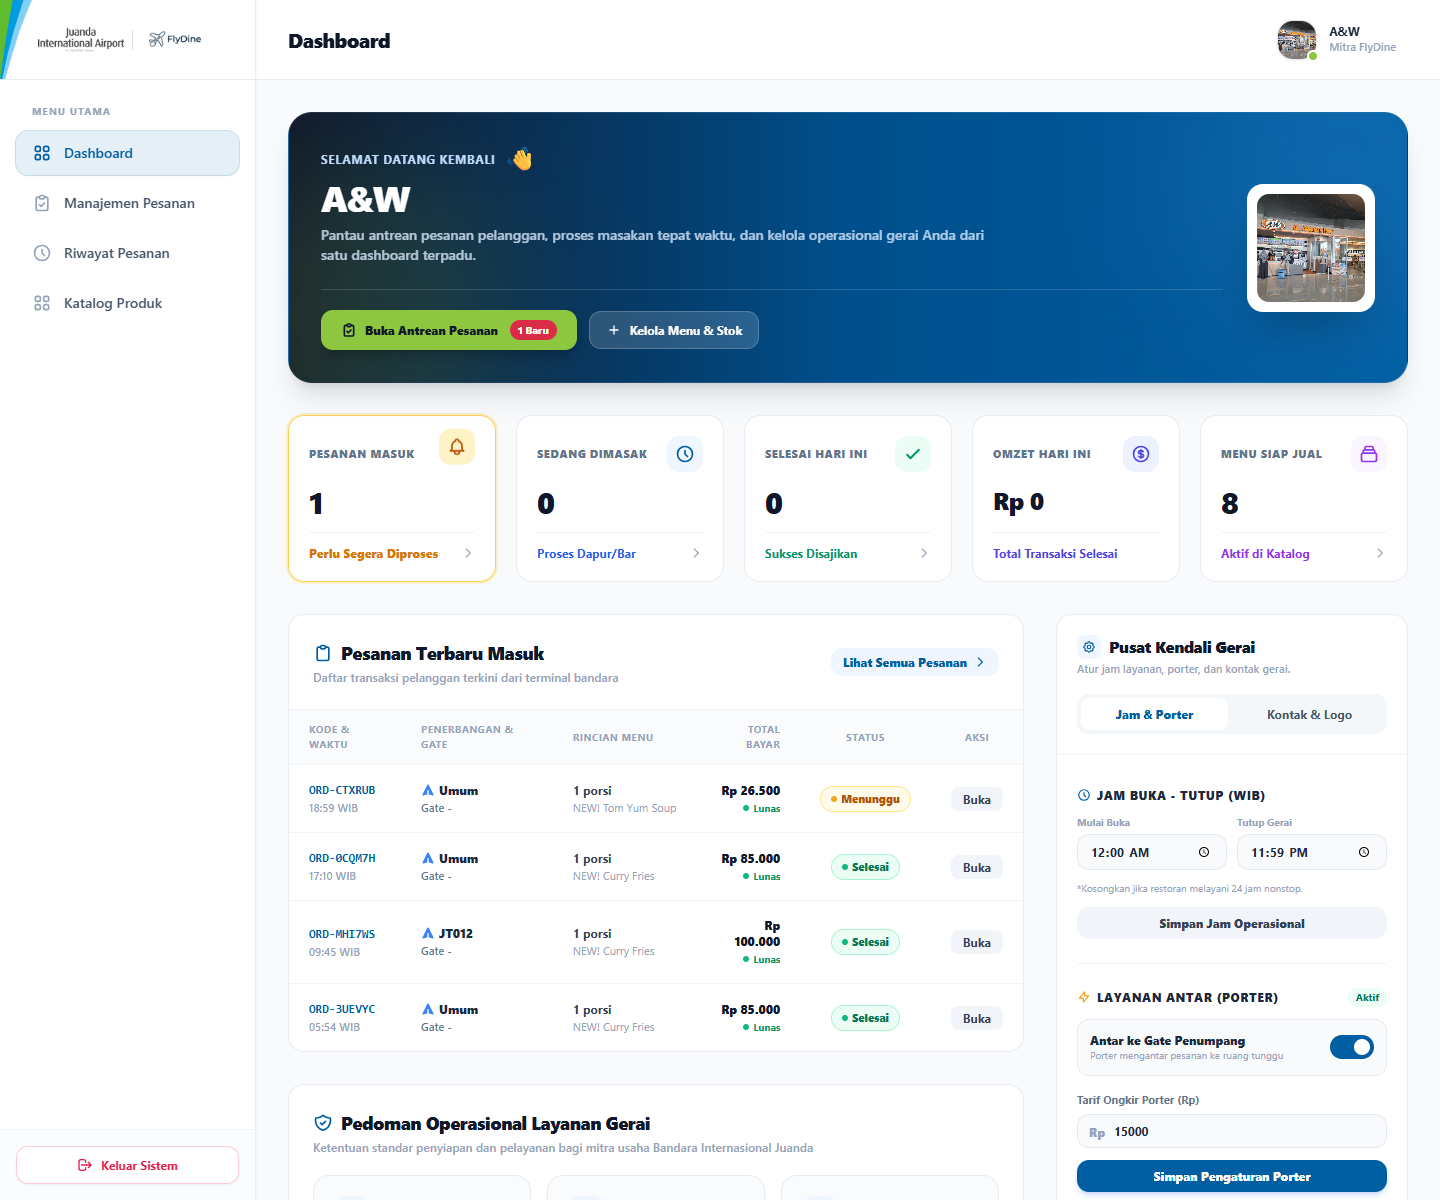 Juanda
International Airport
FlyDine
MENU UTAMA
Dashboard
Manajemen Pesanan
Riwayat Pesanan
Katalog Produk
Keluar Sistem
Dashboard
A&W
Mitra FlyDine
SELAMAT DATANG KEMBALI
A&W
Pantau antrean pesanan pelanggan, proses masakan tepat waktu, dan kelola operasional gerai Anda dari
satu dashboard terpadu.
Buka Antrean Pesanan 1 Baru
Kelola Menu & Stok
PESANAN MASUK
1
Perlu Segera Diproses
SEDANG DIMASAK
0
Proses Dapur/Bar
SELESAI HARI INI
0
Sukses Disajikan
OMZET HARI INI
Rp 0
Total Transaksi Selesai
MENU SIAP JUAL
8
Aktif di Katalog
Pesanan Terbaru Masuk
Daftar transaksi pelanggan terkini dari terminal bandara
Lihat Semua Pesanan
KODE &
WAKTU
PENERBANGAN &
GATE
RINCIAN MENU
TOTAL
BAYAR
STATUS
AKSI
ORD-CTXRUB
18:59 WIB
Umum
Gate -
1 porsi
NEW! Tom Yum Soup
Rp 26.500
Lunas
Menunggu
Buka
ORD-0CQM7H
17:10 WIB
Umum
Gate -
1 porsi
NEW! Curry Fries
Rp 85.000
Lunas
Selesai
Buka
ORD-MHI7WS
09:45 WIB
JT012
Gate -
1 porsi
NEW! Curry Fries
Rp
100.000
Lunas
Selesai
Buka
ORD-3UEVYC
05:54 WIB
Umum
Gate -
1 porsi
NEW! Curry Fries
Rp 85.000
Lunas
Selesai
Buka
Pedoman Operasional Layanan Gerai
Ketentuan standar penyiapan dan pelayanan bagi mitra usaha Bandara Internasional Juanda
Pusat Kendali Gerai
Atur jam layanan, porter, dan kontak gerai.
Jam & Porter
Kontak & Logo
JAM BUKA - TUTUP (WIB)
Mulai Buka
Tutup Gerai
12:00 AM
11:59 PM
*Kosongkan jika restoran melayani 24 jam nonstop.
Simpan Jam Operasional
LAYANAN ANTAR (PORTER)
Aktif
Antar ke Gate Penumpang
Porter mengantar pesanan ke ruang tunggu
Tarif Ongkir Porter (Rp)
Rp 15000
Simpan Pengaturan Porter